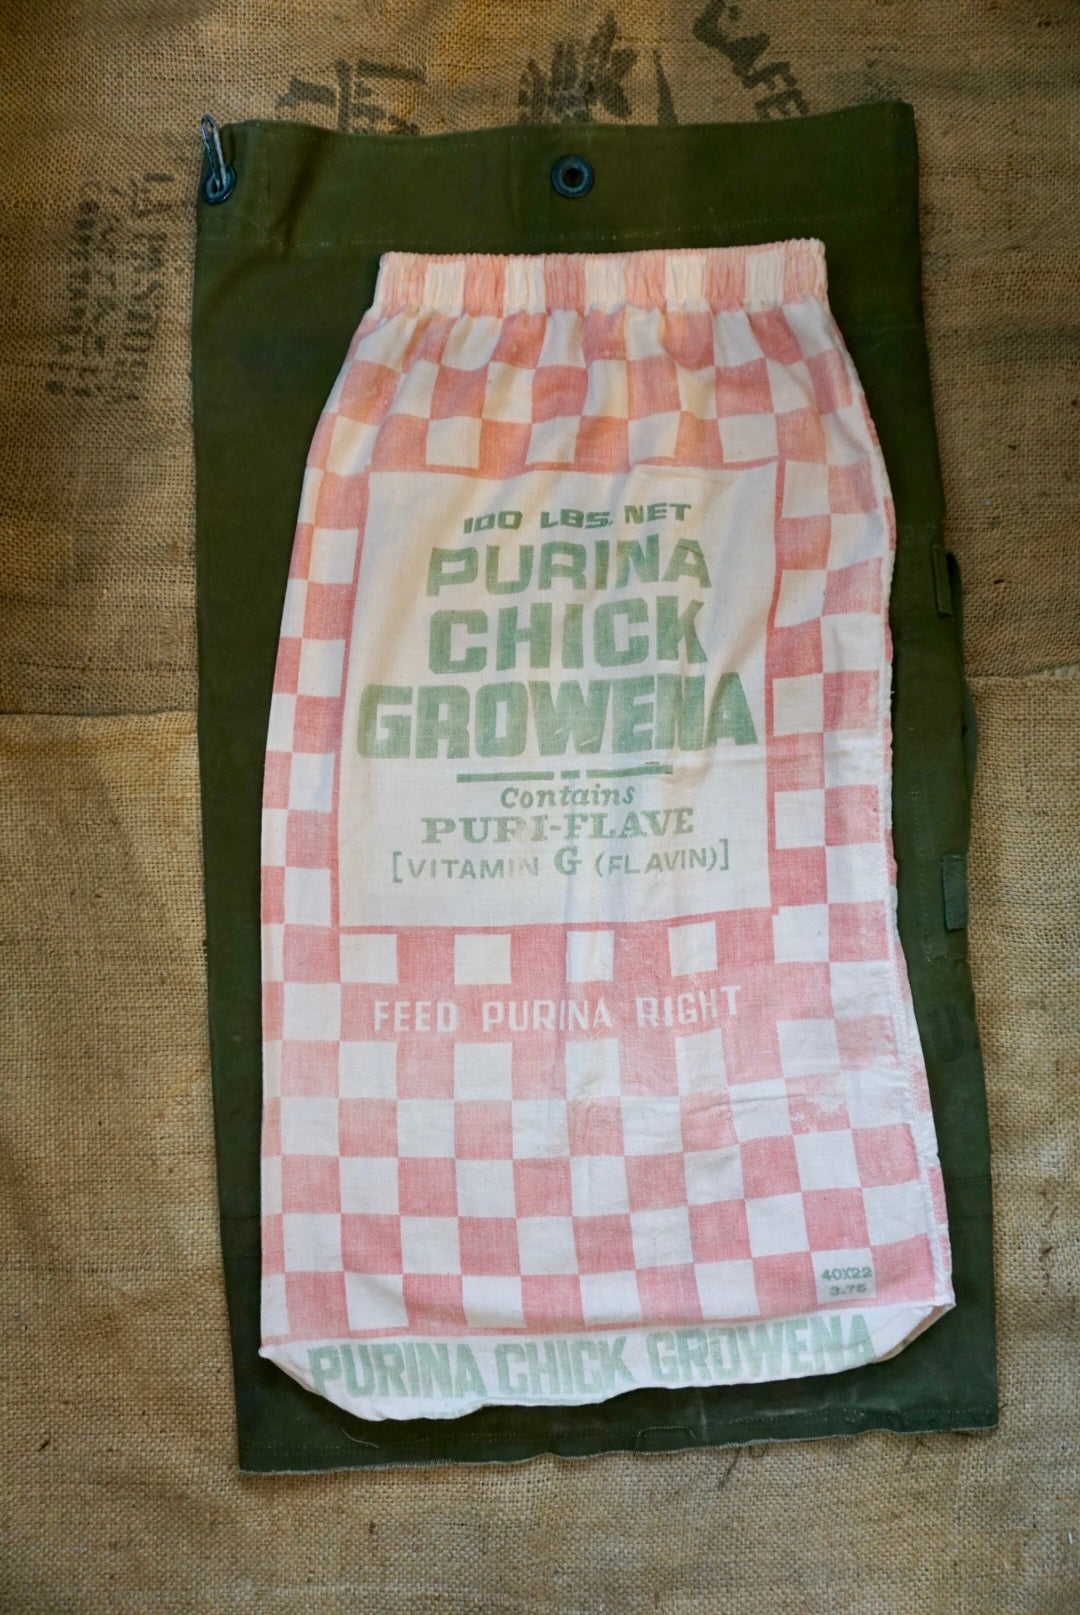 CAFE
100 LBS. NET
PURINA
CHICK
GROWENA
Contains
PURI-FLAVE
[VITAMIN G (FLAVIN)]
FEED PURINA RIGHT
40X22
3.75
PURINA CHICK GROWENA